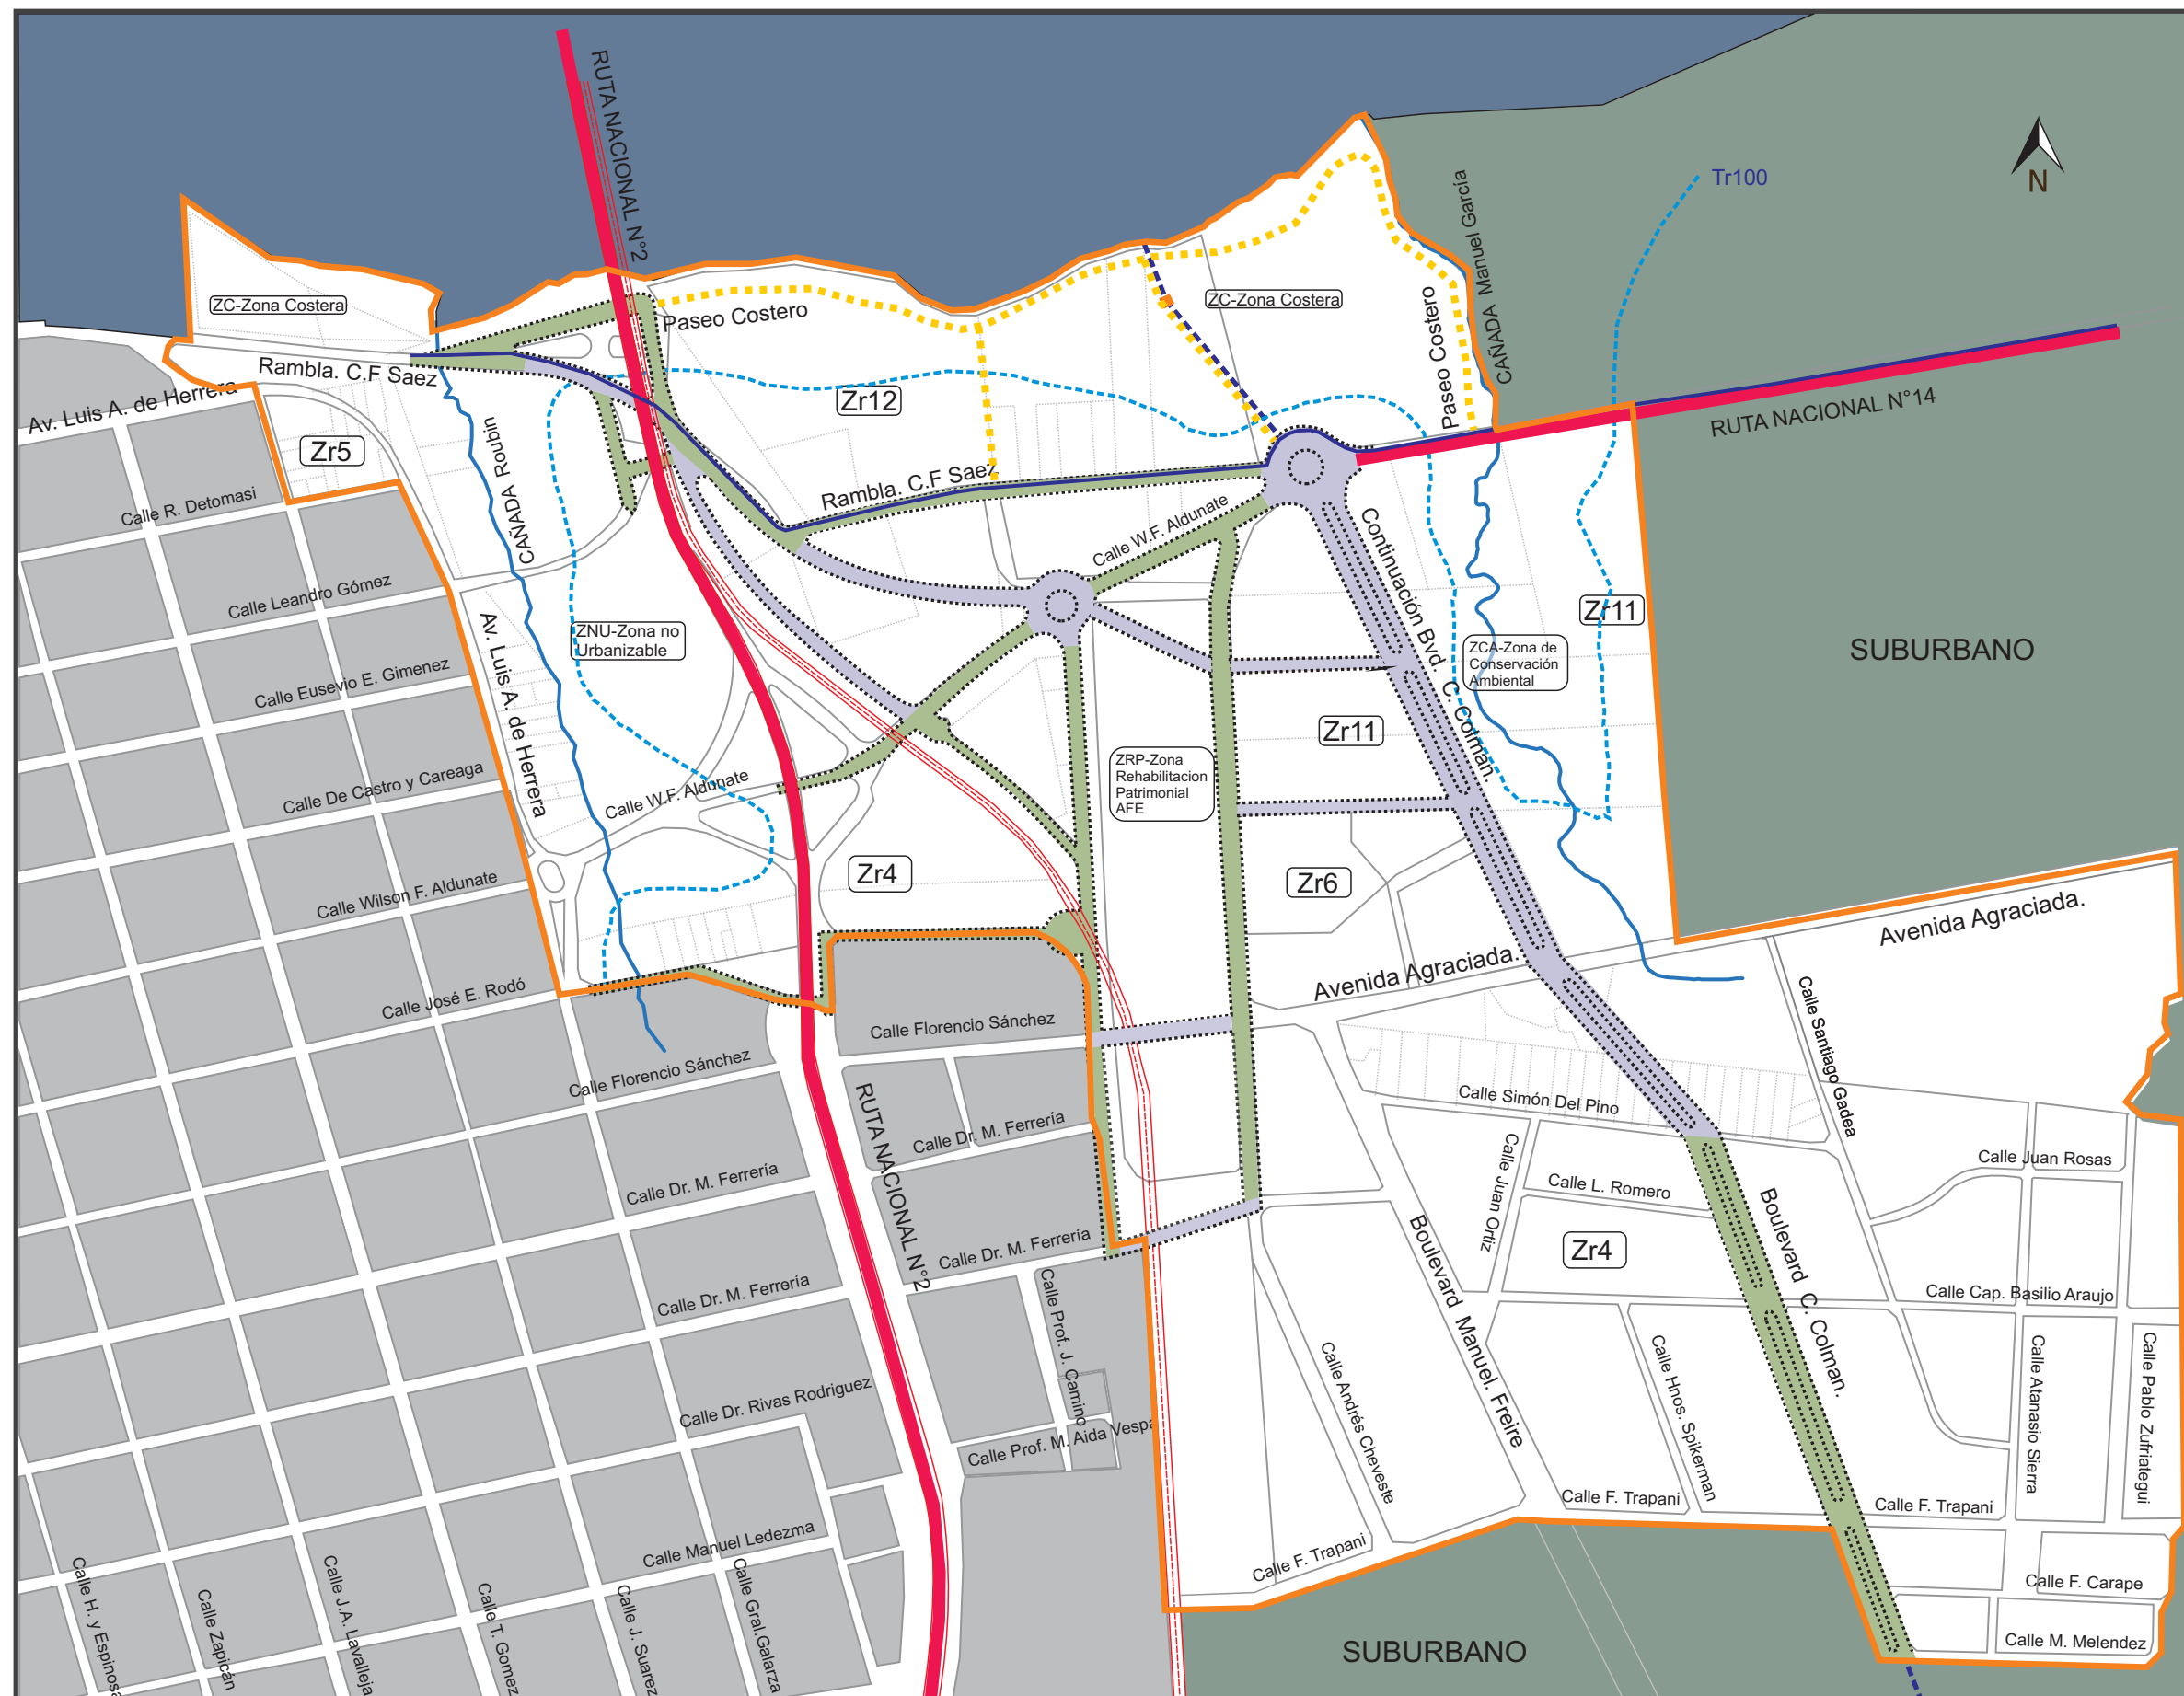 RUTA NACIONAL N°2
Tr100
N
CAÑADA Manuel García
ZC-Zona Costera
ZC-Zona Costera
Paseo Costero
Paseo Costero
Rambla. C.F Saez
Av. Luis A. de Herrera
Zr12
RUTA NACIONAL N°14
Zr5
CAÑADA Roubin
Rambla. C.F Saez
Calle R. Detomasi
Calle W.F. Aldunate
Continuación Bvd. C. Colman.
Calle Leandro Gómez
Zr11
ZNU-Zona no
Urbanizable
SUBURBANO
ZCA-Zona de
Conservación
Ambiental
Av. Luis A. de Herrera
Calle Eusevio E. Gimenez
Zr11
ZRP-Zona
Rehabilitacion
Patrimonial
AFE
Calle De Castro y Careaga
Calle W.F. Aldunate
Zr4
Zr6
Calle Wilson F. Aldunate
Avenida Agraciada.
Avenida Agraciada.
Calle José E. Rodó
Calle Florencio Sánchez
Calle Santiago Gadea
Calle Florencio Sánchez
Calle Simón Del Pino
RUTA NACIONAL N°2
Calle Dr. M. Ferrería
Calle Juan Rosas
Calle Dr. M. Ferrería
Calle Juan Ortiz
Calle L. Romero
Calle Dr. M. Ferrería
Zr4
Boulevard C. Colman.
Boulevard Manuel. Freire
Calle Dr. M. Ferrería
Calle Cap. Basilio Araujo
Calle Prof. J. Camino
Calle Andrés Cheveste
Calle Hnos. Spikerman
Calle Atanasio Sierra
Calle Pablo Zufriategui
Calle Dr. Rivas Rodriguez
Calle Prof. M. Aida Vespa
Calle F. Trapani
Calle F. Trapani
Calle Manuel Ledezma
Calle F. Trapani
Calle F. Carape
Calle H. y Espinosa
Calle Zapicán
Calle J.A. Lavalleja
Calle T. Gomez
Calle J. Suarez
Calle Gral.Galarza
SUBURBANO
Calle M. Melendez